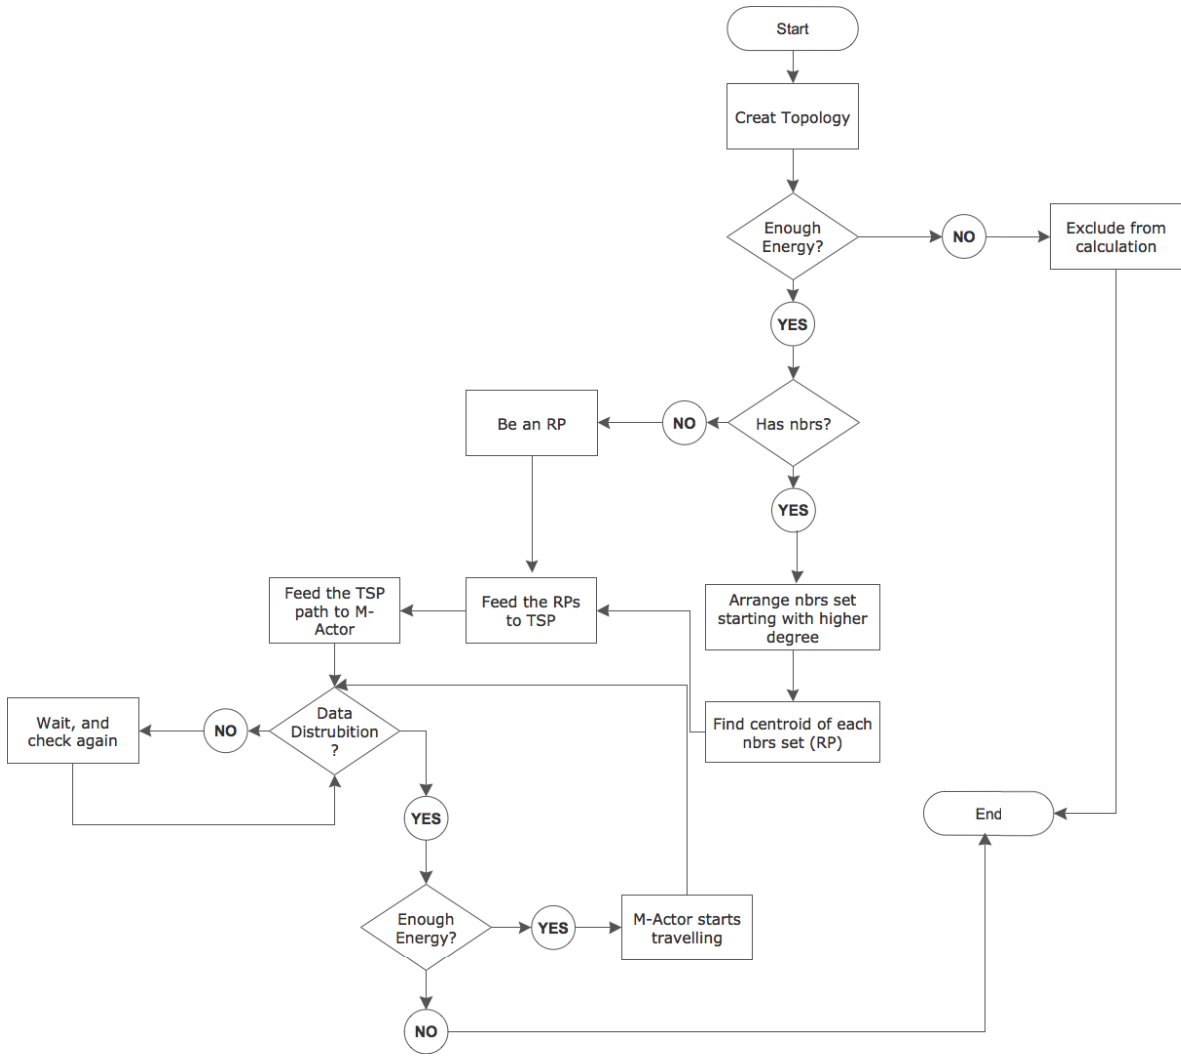 Start
Creat Topology
Enough
Energy?
NO
Exclude from
calculation
YES
Has nbrs?
NO
Be an RP
YES
Arrange nbrs set
starting with higher
degree
Find centroid of each
nbrs set (RP)
Feed the RPs
to TSP
Feed the TSP
path to M-
Actor
Data
Distrubition
?
NO
Wait, and
check again
YES
Enough
Energy?
YES
M-Actor starts
travelling
NO
End